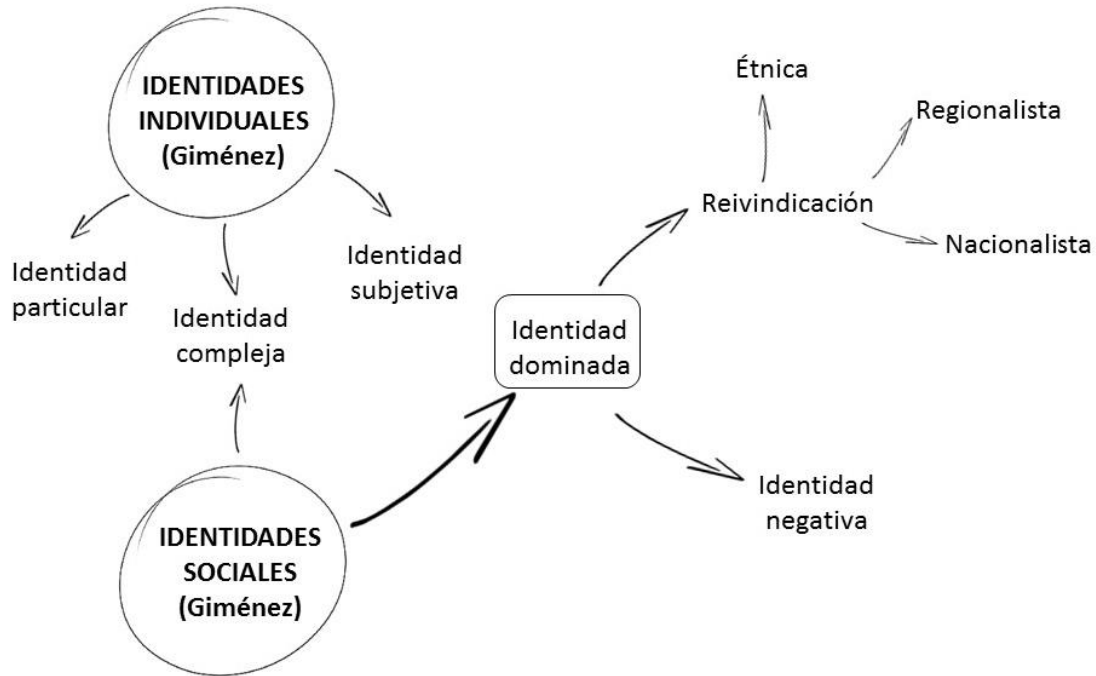 IDENTIDADES
INDIVIDUALES
(Giménez)
Identidad
particular
Identidad
compleja
Identidad
subjetiva
IDENTIDADES
SOCIALES
(Giménez)
Identidad
dominada
Reivindicación
Étnica
Regionalista
Nacionalista
Identidad
negativa